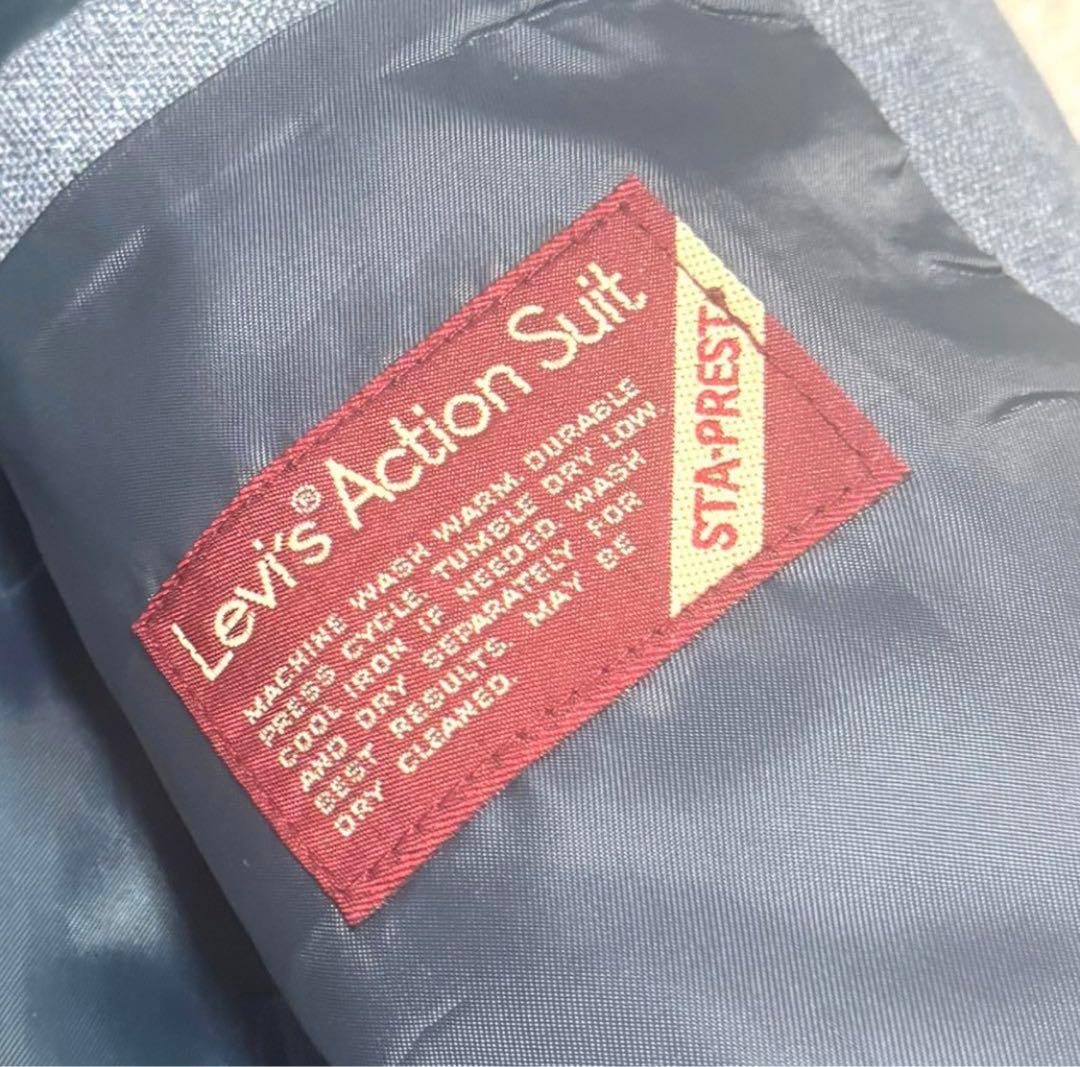 Levi's® Action Suit
MACHINE WASH WARM DURABLE
PRESS CYCLE TUMBLE DRY LOW.
COOL IRON IF NEEDED WASH
AND DRY SEPARATELY FOR
BEST RESULTS. MAY BE
DRY CLEANED.
STA-PREST